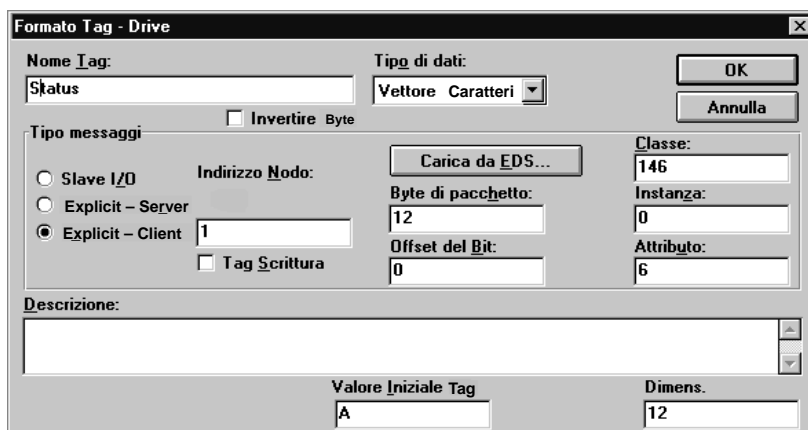 Formato Tag - Drive
Nome Tag:
Tipo di dati:
OK
Status
Vettore Caratteri
Annulla
Invertire Byte
Tipo messaggi
Classe:
Carica da EDS...
146
Slave I/O
Indirizzo Nodo:
Byte di pacchetto:
Instanza:
Explicit – Server
12
0
Explicit – Client
1
Offset del Bit:
Attributo:
Tag Scrittura
0
6
Descrizione:
Valore Iniziale Tag
Dimens.
A
12